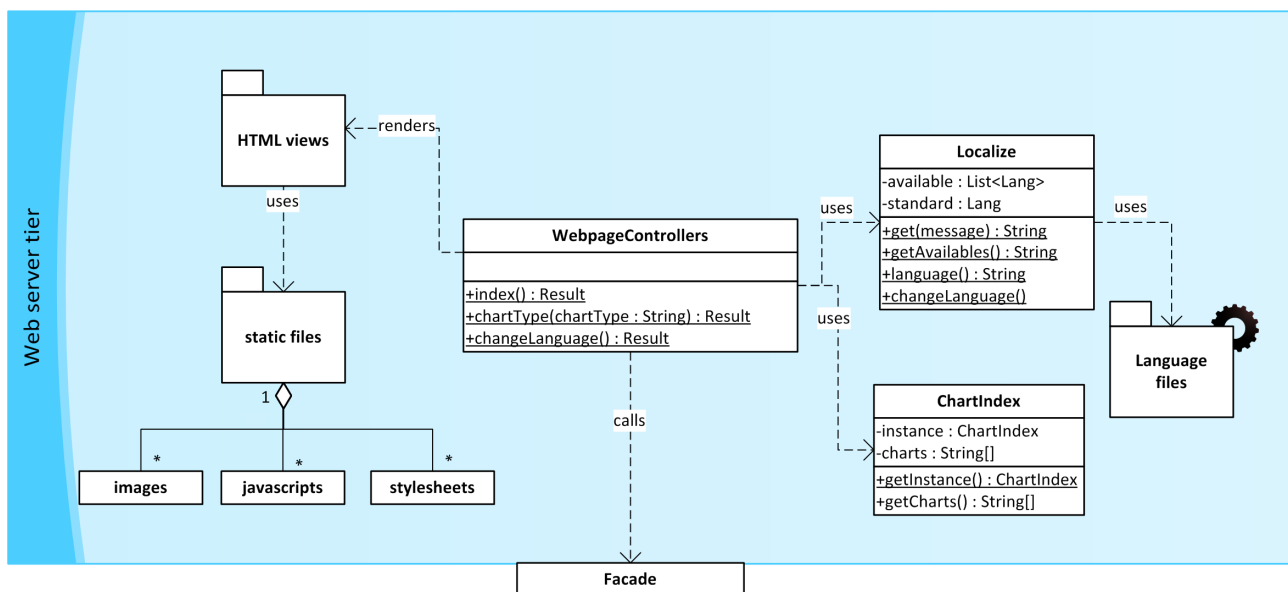 Web server tier
HTML views
renders
uses
static files
1
*
*
*
images
javascripts
stylesheets
WebpageControllers
+index() : Result
+chartType(chartType : String) : Result
+changeLanguage() : Result
calls
Facade
uses
uses
Localize
-available : List<Lang>
-standard : Lang
+get(message) : String
+getAvailables() : String
+language() : String
+changeLanguage()
uses
Language
files
ChartIndex
-instance : ChartIndex
-charts : String[]
+getInstance() : ChartIndex
+getCharts() : String[]